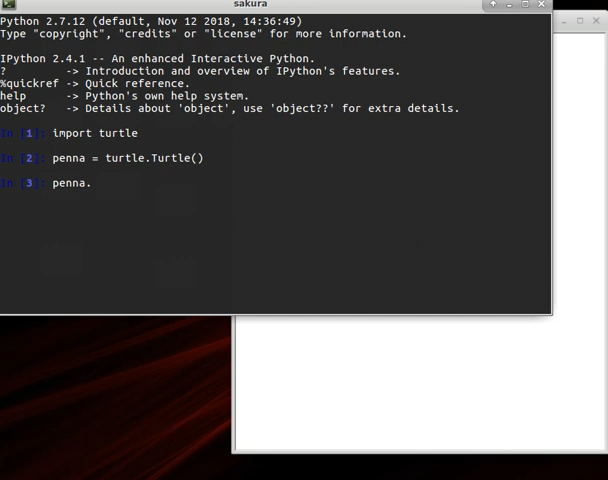 sakura
Python 2.7.12 (default, Nov 12 2018, 14:36:49)
Type "copyright", "credits" or "license" for more information.
IPython 2.4.1 -- An enhanced Interactive Python.
?         -> Introduction and overview of IPython's features.
%quickref -> Quick reference.
help      -> Python's own help system.
object?   -> Details about 'object', use 'object??' for extra details.
In [1]: import turtle
In [2]: penna = turtle.Turtle()
In [3]: penna.